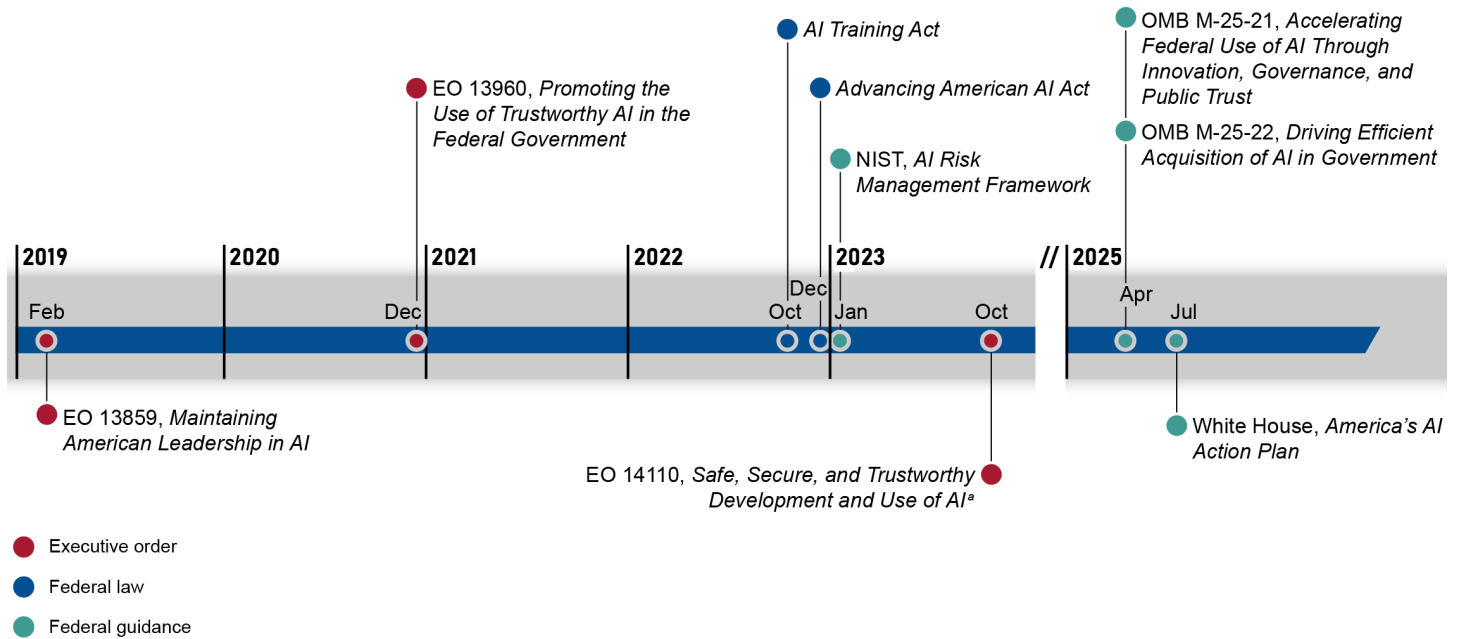 AI Training Act
OMB M-25-21, Accelerating
Federal Use of AI Through
Innovation, Governance, and
Public Trust
EO 13960, Promoting the
Use of Trustworthy AI in the
Federal Government
Advancing American AI Act
OMB M-25-22, Driving Efficient
Acquisition of AI in Government
NIST, AI Risk
Management Framework
2019
2020
2021
2022
2023
//
2025
Feb
Dec
Oct
Dec
Jan
Oct
Apr
Jul
EO 13859, Maintaining
American Leadership in AI
White House, America’s AI
Action Plan
EO 14110, Safe, Secure, and Trustworthy
Development and Use of AIᵃ
Executive order
Federal law
Federal guidance